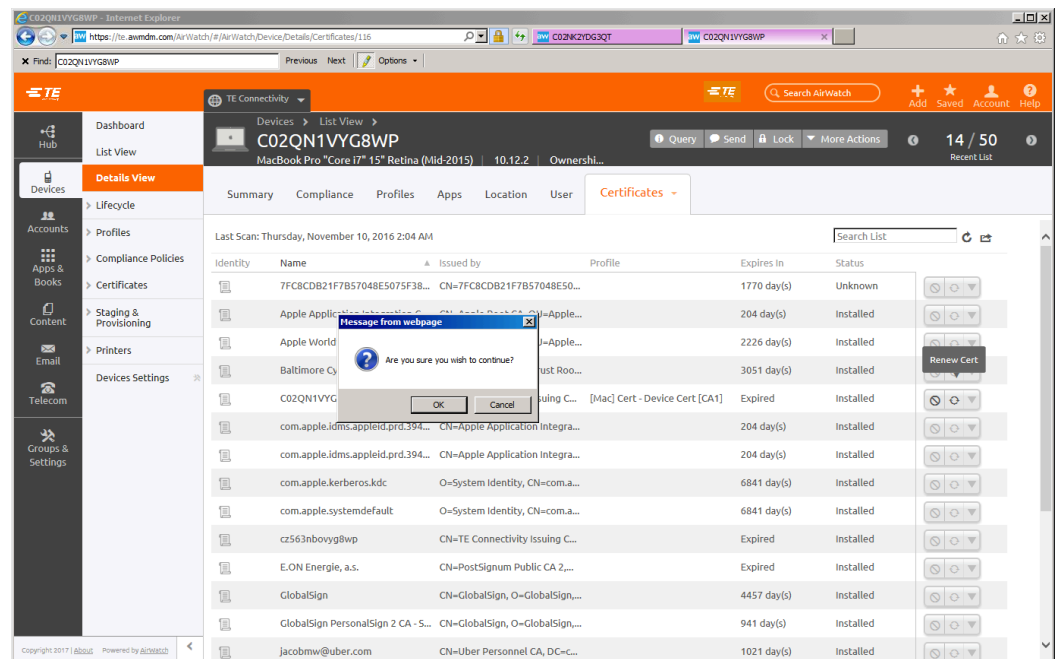 C02QN1VYG8WP - Internet Explorer
https://te.awmdm.com/AirWatch/#/AirWatch/Device/Details/Certificates/116
C02NK2YDG3QT
C02QN1VYG8WP
Find: C02QN1VYG8WP Previous Next Options
TE
TE Connectivity
TE
Search AirWatch
Add Saved Account Help
Hub
Devices
Accounts
Apps &
Books
Content
Email
Telecom
Groups &
Settings
Dashboard
List View
Details View
Lifecycle
Profiles
Compliance Policies
Certificates
Staging &
Provisioning
Printers
Devices Settings
Devices > List View >
C02QN1VYG8WP
MacBook Pro "Core i7" 15" Retina (Mid-2015) | 10.12.2 | Ownershi...
Query Send Lock More Actions
14 / 50
Recent List
Summary Compliance Profiles Apps Location User Certificates
Last Scan: Thursday, November 10, 2016 2:04 AM
Search List
Identity Name Issued by Profile Expires In Status
7FC8CDB21F7B57048E5075F38... CN=7FC8CDB21F7B57048E50... 1770 day(s) Unknown
Apple Application Integration C... CN=Apple Root CA, OU=Apple... 204 day(s) Installed
Apple World J=Apple... 2226 day(s) Installed
Baltimore Cy rust Roo... 3051 day(s) Installed
C02QN1VYG suing C... [Mac] Cert - Device Cert [CA1] Expired Installed
com.apple.idms.appleid.prd.394... CN=Apple Application Integra... 204 day(s) Installed
com.apple.idms.appleid.prd.394... CN=Apple Application Integra... 204 day(s) Installed
com.apple.kerberos.kdc O=System Identity, CN=com.a... 6841 day(s) Installed
com.apple.systemdefault O=System Identity, CN=com.a... 6841 day(s) Installed
cz563nbovyg8wp CN=TE Connectivity Issuing C... Expired Installed
E.ON Energie, a.s. CN=PostSignum Public CA 2,... Expired Installed
GlobalSign CN=GlobalSign, O=GlobalSign,... 4457 day(s) Installed
GlobalSign PersonalSign 2 CA - S... CN=GlobalSign, O=GlobalSign,... 941 day(s) Installed
jacobmw@uber.com CN=Uber Personnel CA, DC=c... 1021 day(s) Installed
Renew Cert
Message from webpage
Are you sure you wish to continue?
OK Cancel
Copyright 2017 | About Powered by AirWatch